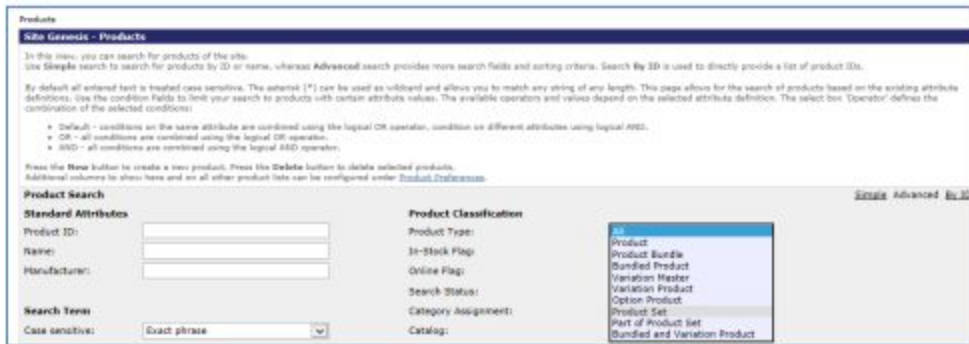 Products
Site Genesis - Products
In this view, you can search for products of the site.
Use Simple search to search for products by ID or name, whereas Advanced search provides more search fields and sorting criteria. Search By ID is used to directly provide a list of product IDs.
By default all entered text is treated case sensitive. The asterisk (*) can be used as wildcard and allows you to match any string of any length. This page allows for the search of products based on the existing attribute
definitions. Use the condition fields to limit your search to products with certain attribute values. The available operators and values depend on the selected attribute definition. The select box 'Operator' defines the
combination of the selected conditions:
• Default - conditions on the same attribute are combined using the logical OR operator, condition on different attributes using logical AND.
• OR - all conditions are combined using the logical OR operator.
• AND - all conditions are combined using the logical AND operator.
Press the New button to create a new product. Press the Delete button to delete selected products.
Additional columns to show here and on all other product lists can be configured under Product Preferences.
Product Search Simple Advanced By ID
Standard Attributes Product Classification
Product ID: Product Type: All
Product
Name: In-Stock Flag: Product Bundle
Bundled Product
Manufacturer: Online Flag: Variation Master
Variation Product
Search Status: Option Product
Search Term Category Assignment: Product Set
Part of Product Set
Case sensitive: Exact phrase Catalog: Bundled and Variation Product